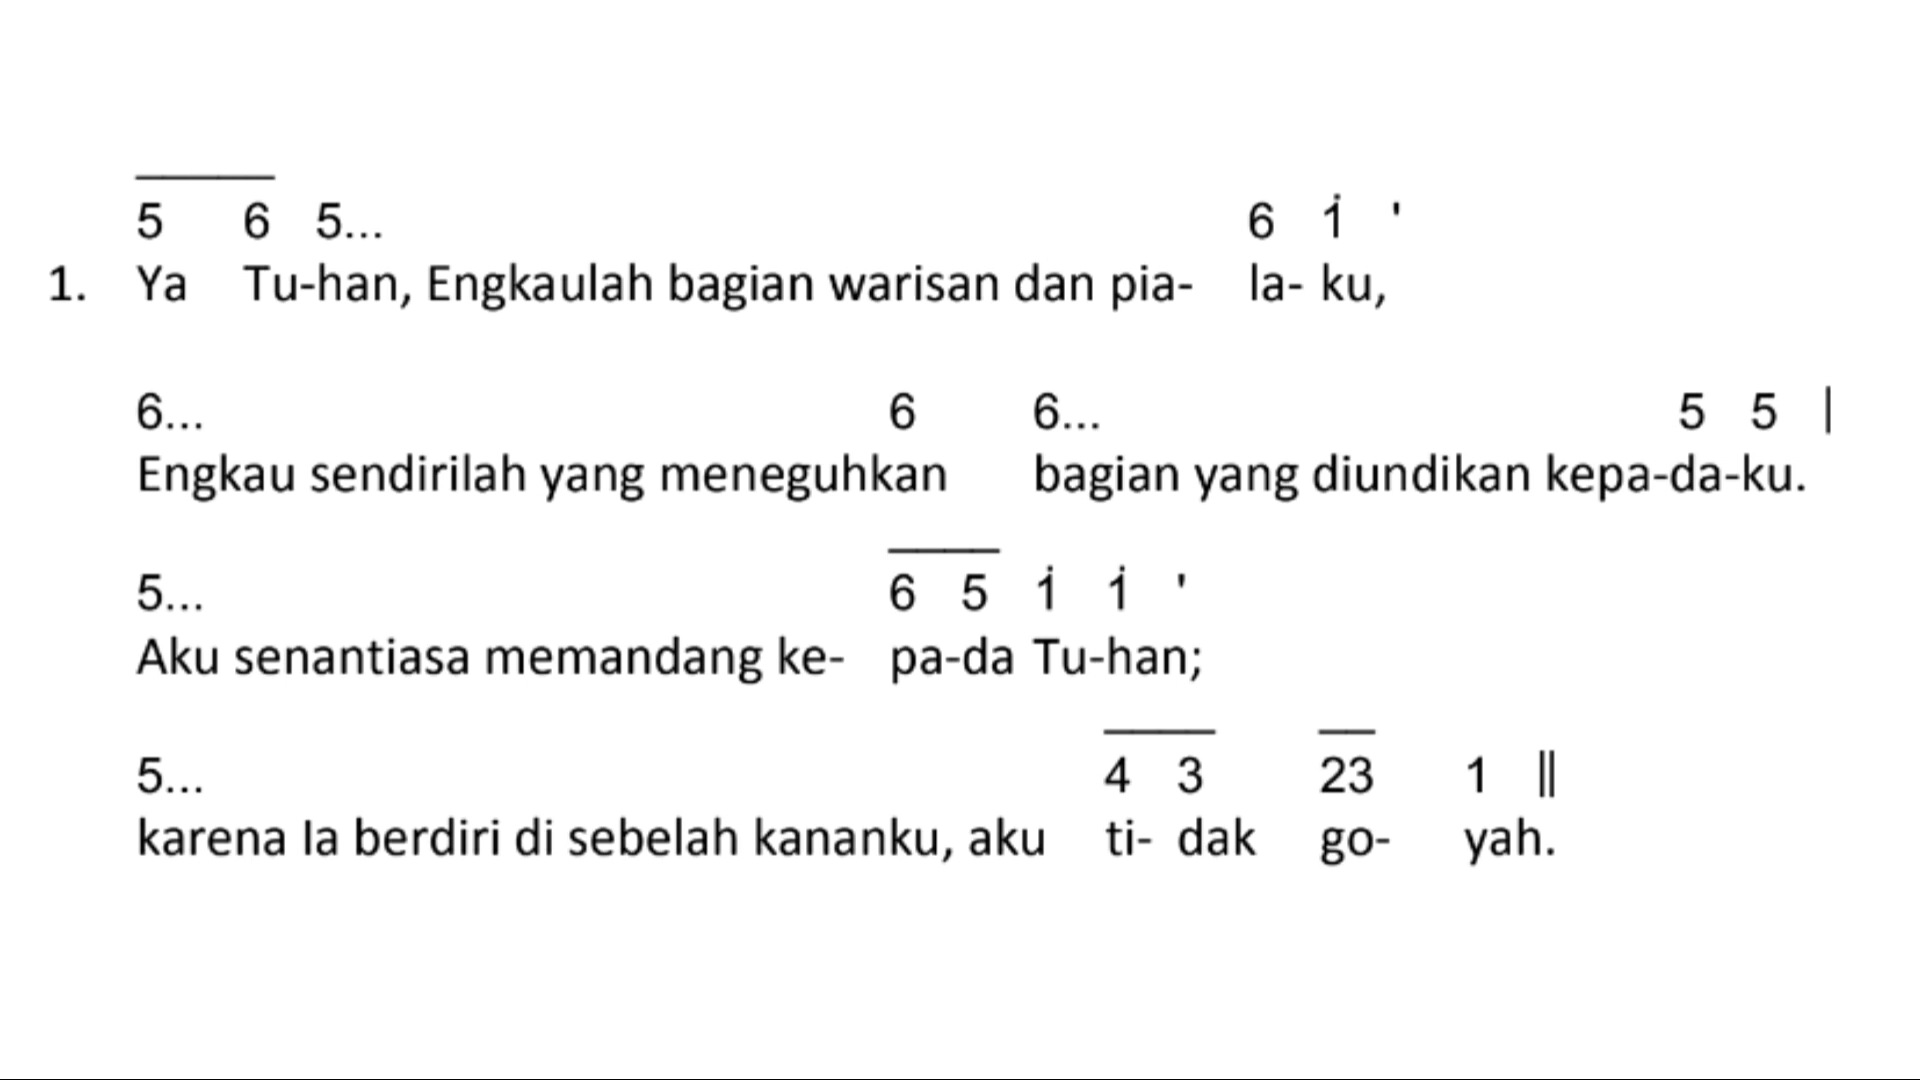 5 6 5... 6 1̇ '
1. Ya Tu-han, Engkaulah bagian warisan dan pia- la- ku,
6... 6 6... 5 5 |
Engkau sendirilah yang meneguhkan bagian yang diundikan kepa-da-ku.
5... 6 5 1̇ 1̇ '
Aku senantiasa memandang ke- pa-da Tu-han;
5... 4 3 23 1 ||
karena Ia berdiri di sebelah kananku, aku ti- dak go- yah.